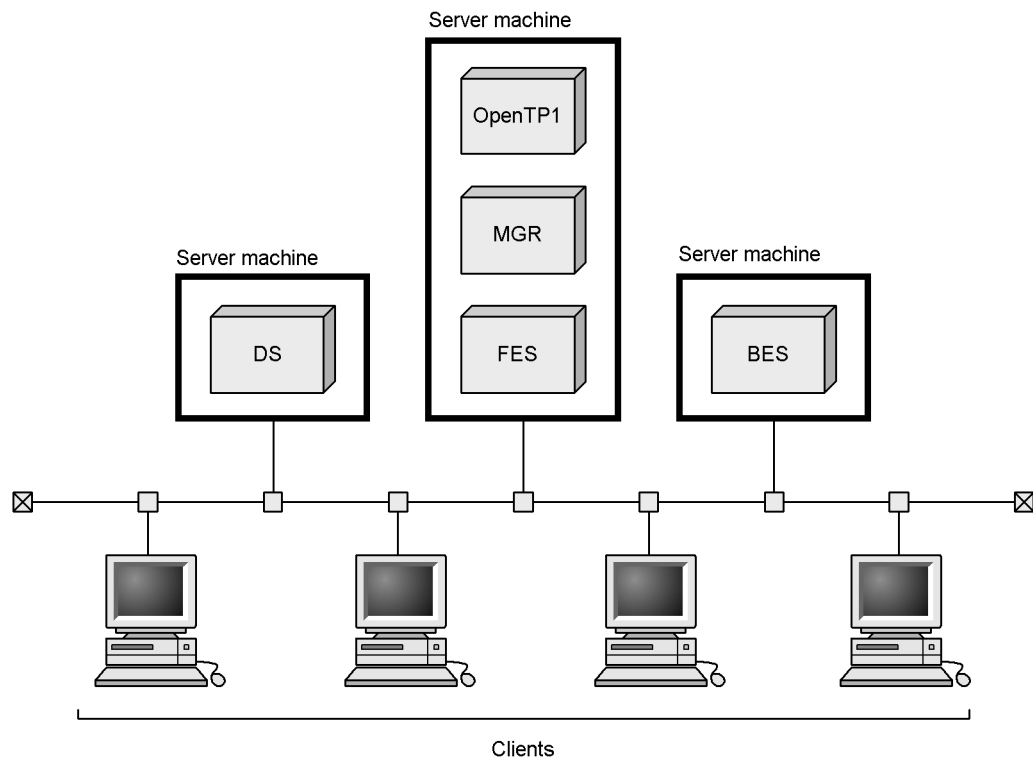 Server machine
OpenTP1
MGR
FES
Server machine
DS
Server machine
BES
Clients